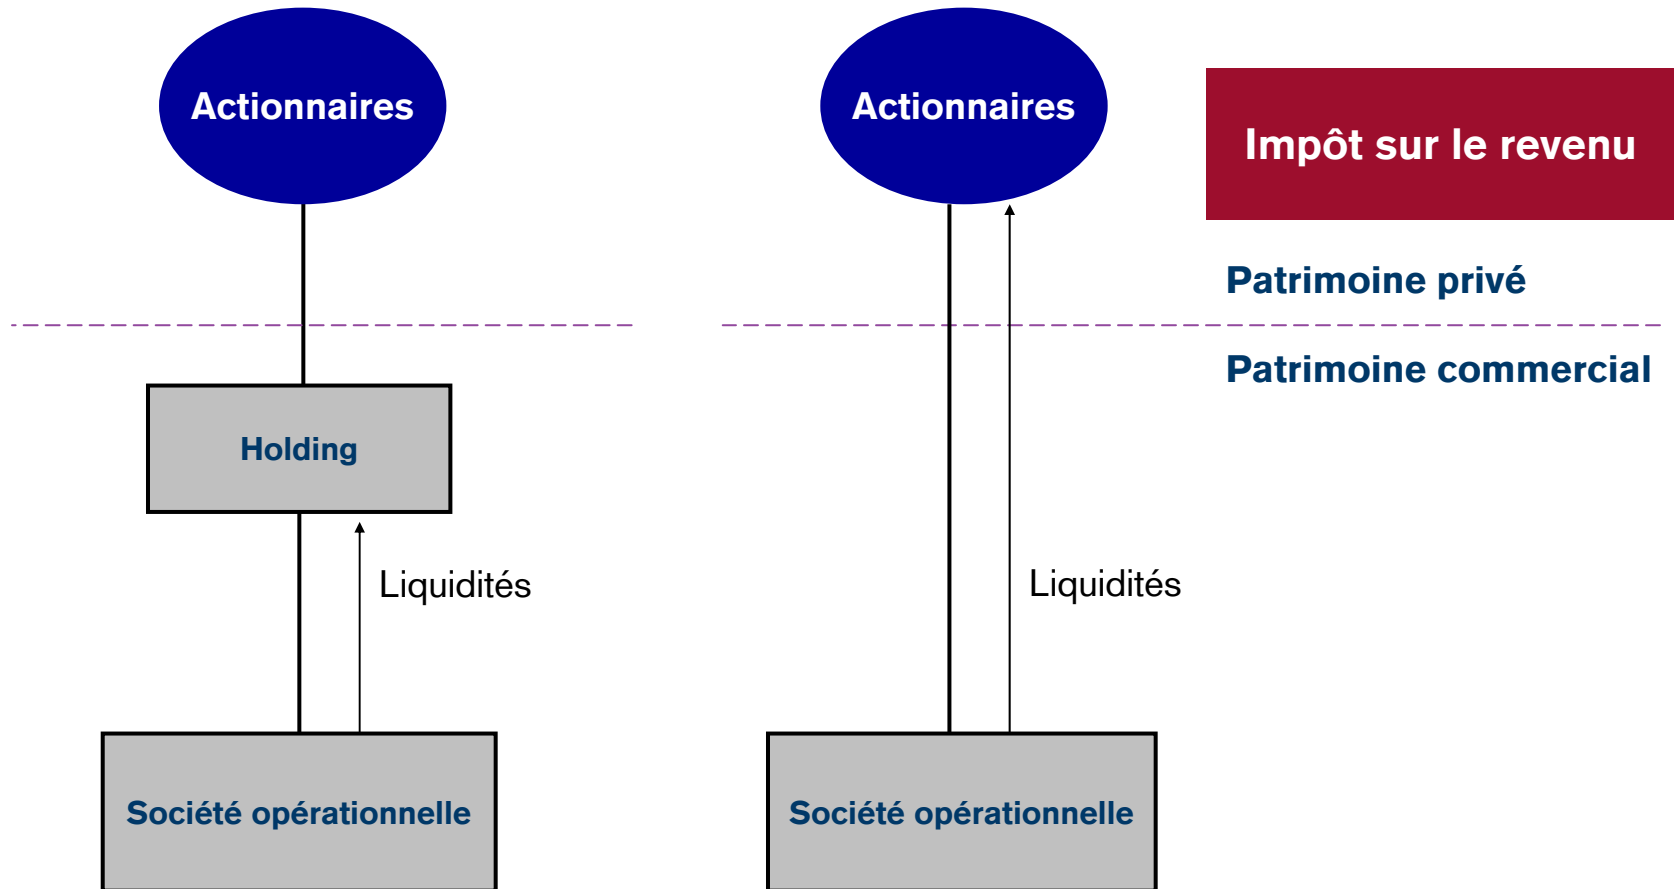 Actionnaires
Actionnaires
Impôt sur le revenu
Patrimoine privé
Patrimoine commercial
Holding
Liquidités
Liquidités
Société opérationnelle
Société opérationnelle